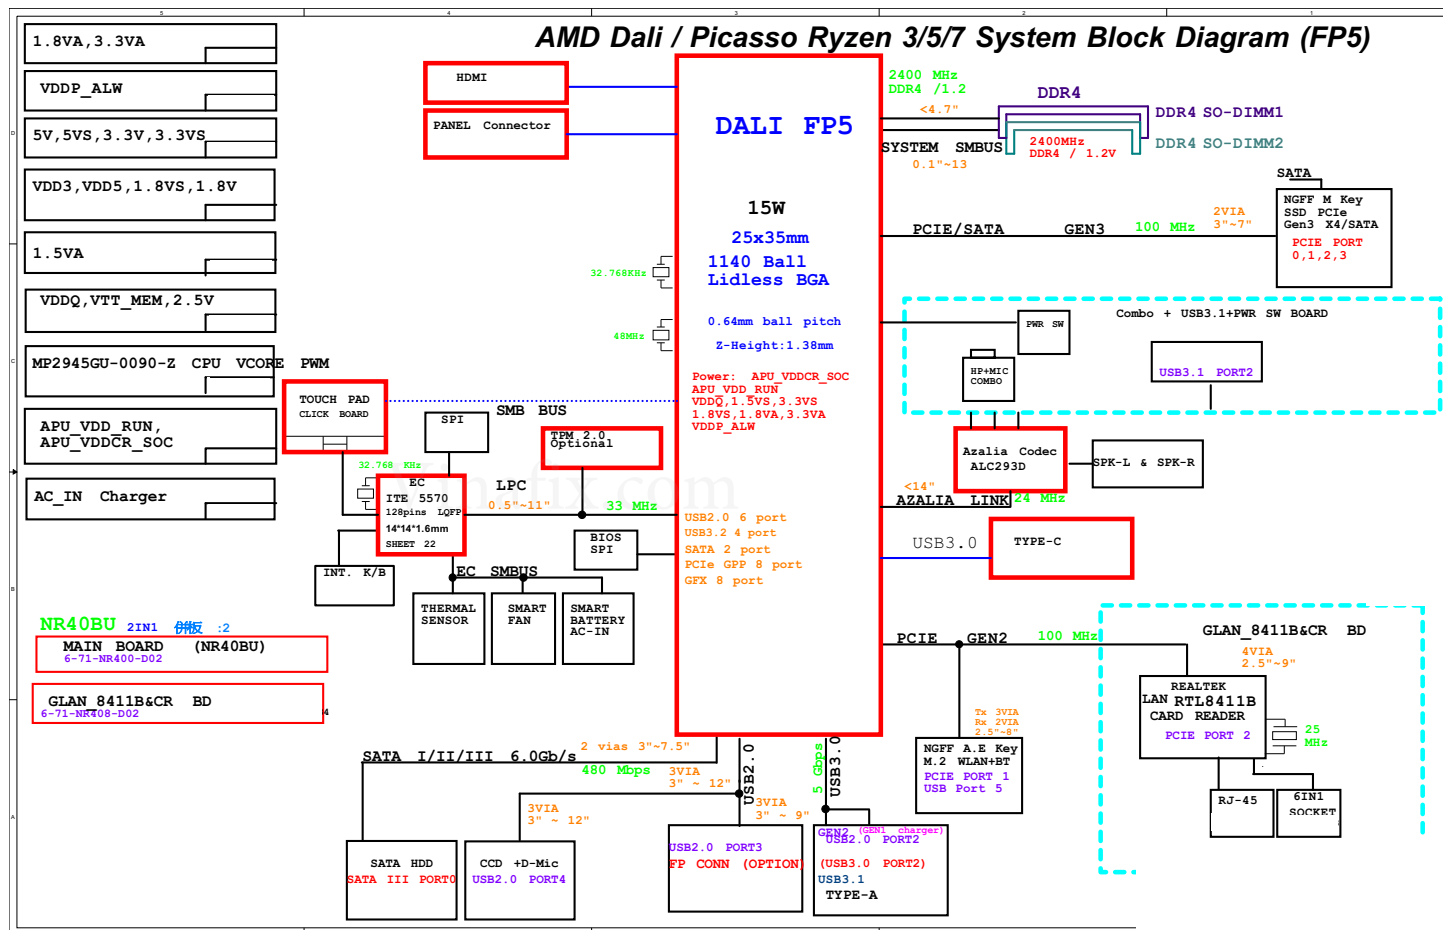 AMD Dali / Picasso Ryzen 3/5/7 System Block Diagram (FP5)
1.8VA,3.3VA
VDDP_ALW
5V,5VS,3.3V,3.3VS
VDD3,VDD5,1.8VS,1.8V
1.5VA
VDDQ,VTT_MEM,2.5V
MP2945GU-0090-Z CPU VCORE PWM
APU_VDD_RUN,
APU_VDDCR_SOC
AC_IN Charger
HDMI
PANEL Connector
DALI FP5
15W
25x35mm
1140 Ball
Lidless BGA
0.64mm ball pitch
Z-Height:1.38mm
Power: APU_VDDCR_SOC
APU_VDD_RUN
VDDQ,1.5VS,3.3VS
1.8VS,1.8VA,3.3VA
VDDP_ALW
USB2.0 6 port
USB3.2 4 port
SATA 2 port
PCIe GPP 8 port
GFX 8 port
32.768KHz
48MHz
2400 MHz
DDR4 /1.2
<4.7"
SYSTEM SMBUS
0.1"~13
DDR4
DDR4 SO-DIMM1
DDR4 SO-DIMM2
2400MHz
DDR4 / 1.2V
PCIE/SATA GEN3
100 MHz
2VIA
3"~7"
SATA
NGFF M Key
SSD PCIe
Gen3 X4/SATA
PCIE PORT
0,1,2,3
Combo + USB3.1+PWR SW BOARD
PWR SW
HP+MIC
COMBO
USB3.1 PORT2
Azalia Codec
ALC293D
SPK-L & SPK-R
<14"
AZALIA LINK
24 MHz
USB3.0
TYPE-C
TOUCH PAD
CLICK BOARD
SMB BUS
SPI
TPM 2.0
Optional
32.768 KHz
EC
ITE 5570
128pins LQFP
14*14*1.6mm
SHEET 22
LPC
0.5"~11"
33 MHz
BIOS
SPI
INT. K/B
EC SMBUS
THERMAL
SENSOR
SMART
FAN
SMART
BATTERY
AC-IN
Vinafix.com
NR40BU 2IN1 併板 :2
MAIN BOARD (NR40BU)
6-71-NR400-D02
GLAN_8411B&CR BD
6-71-NR408-D02
PCIE GEN2
100 MHz
GLAN_8411B&CR BD
4VIA
2.5"~9"
REALTEK
LAN RTL8411B
CARD READER
PCIE PORT 2
25
MHz
RJ-45
6IN1
SOCKET
Tx 3VIA
Rx 2VIA
2.5"~8"
NGFF A.E Key
M.2 WLAN+BT
PCIE PORT 1
USB Port 5
SATA I/II/III 6.0Gb/s
2 vias 3"~7.5"
480 Mbps
3VIA
3" ~ 12"
USB2.0
3VIA
3" ~ 12"
3VIA
3" ~ 9"
5 Gbps
USB3.0
SATA HDD
SATA III PORT0
CCD +D-Mic
USB2.0 PORT4
USB2.0 PORT3
FP CONN (OPTION)
GEN2 (GEN1 charger)
USB2.0 PORT2
(USB3.0 PORT2)
USB3.1
TYPE-A